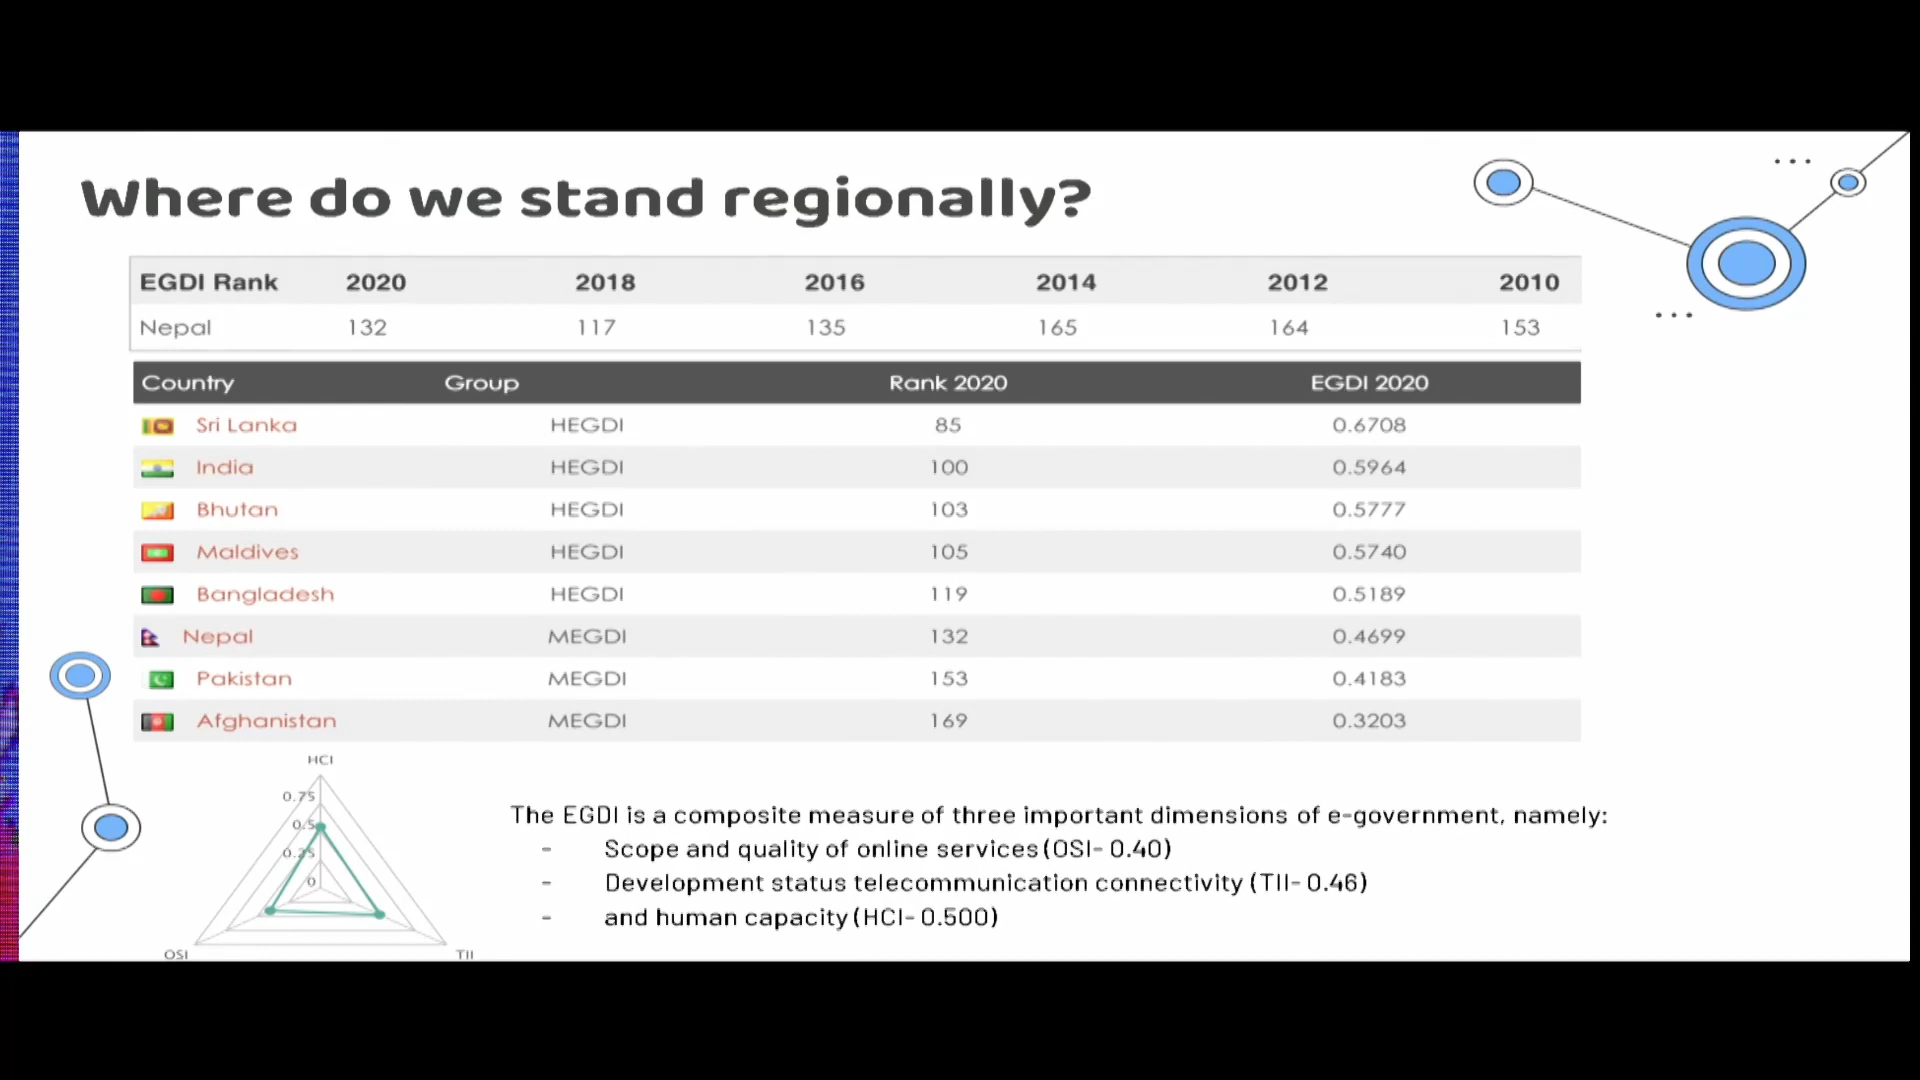 Where do we stand regionally?
EGDI Rank 2020 2018 2016 2014 2012 2010
Nepal 132 117 135 165 164 153
Country Group Rank 2020 EGDI 2020
Sri Lanka HEGDI 85 0.6708
India HEGDI 100 0.5964
Bhutan HEGDI 103 0.5777
Maldives HEGDI 105 0.5740
Bangladesh HEGDI 119 0.5189
Nepal MEGDI 132 0.4699
Pakistan MEGDI 153 0.4183
Afghanistan MEGDI 169 0.3203
HCI
0.75
0.5
0.25
0
OSI TII
The EGDI is a composite measure of three important dimensions of e-government, namely:
- Scope and quality of online services (OSI- 0.40)
- Development status telecommunication connectivity (TII- 0.46)
- and human capacity (HCI- 0.500)